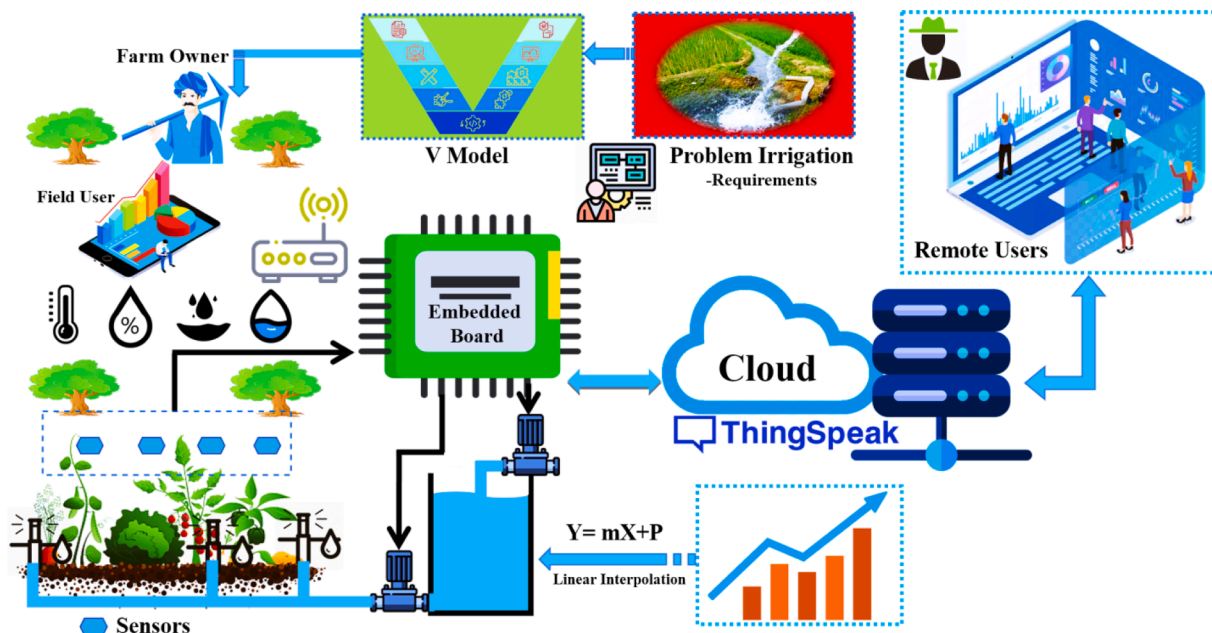 Farm Owner
V Model
Problem Irrigation
-Requirements
Remote Users
Field User
%
Embedded
Board
Cloud
ThingSpeak
Y= mX+P
Linear Interpolation
Sensors